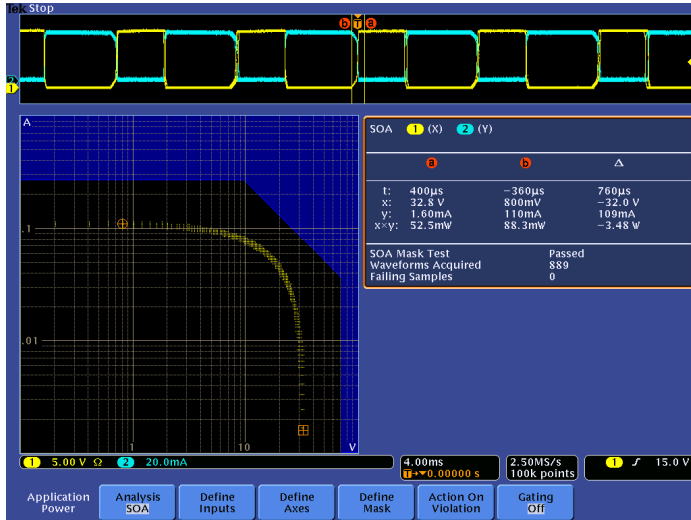 Tek Stop
b T a
2
1
A
SOA 1 (X) 2 (Y)
a b Δ
t: 400µs −360µs 760µs
x: 32.8 V 800mV −32.0 V
y: 1.60mA 110mA 109mA
x×y: 52.5mW 88.3mW −3.48 W
.1
SOA Mask Test Passed
Waveforms Acquired 889
Failing Samples 0
.01
1 10 V
1 5.00 V Ω 2 20.0mA 4.00ms 2.50MS/s 1 15.0 V
T→▼0.00000 s 100k points
Application Power
Analysis SOA
Define Inputs
Define Axes
Define Mask
Action On Violation
Gating Off